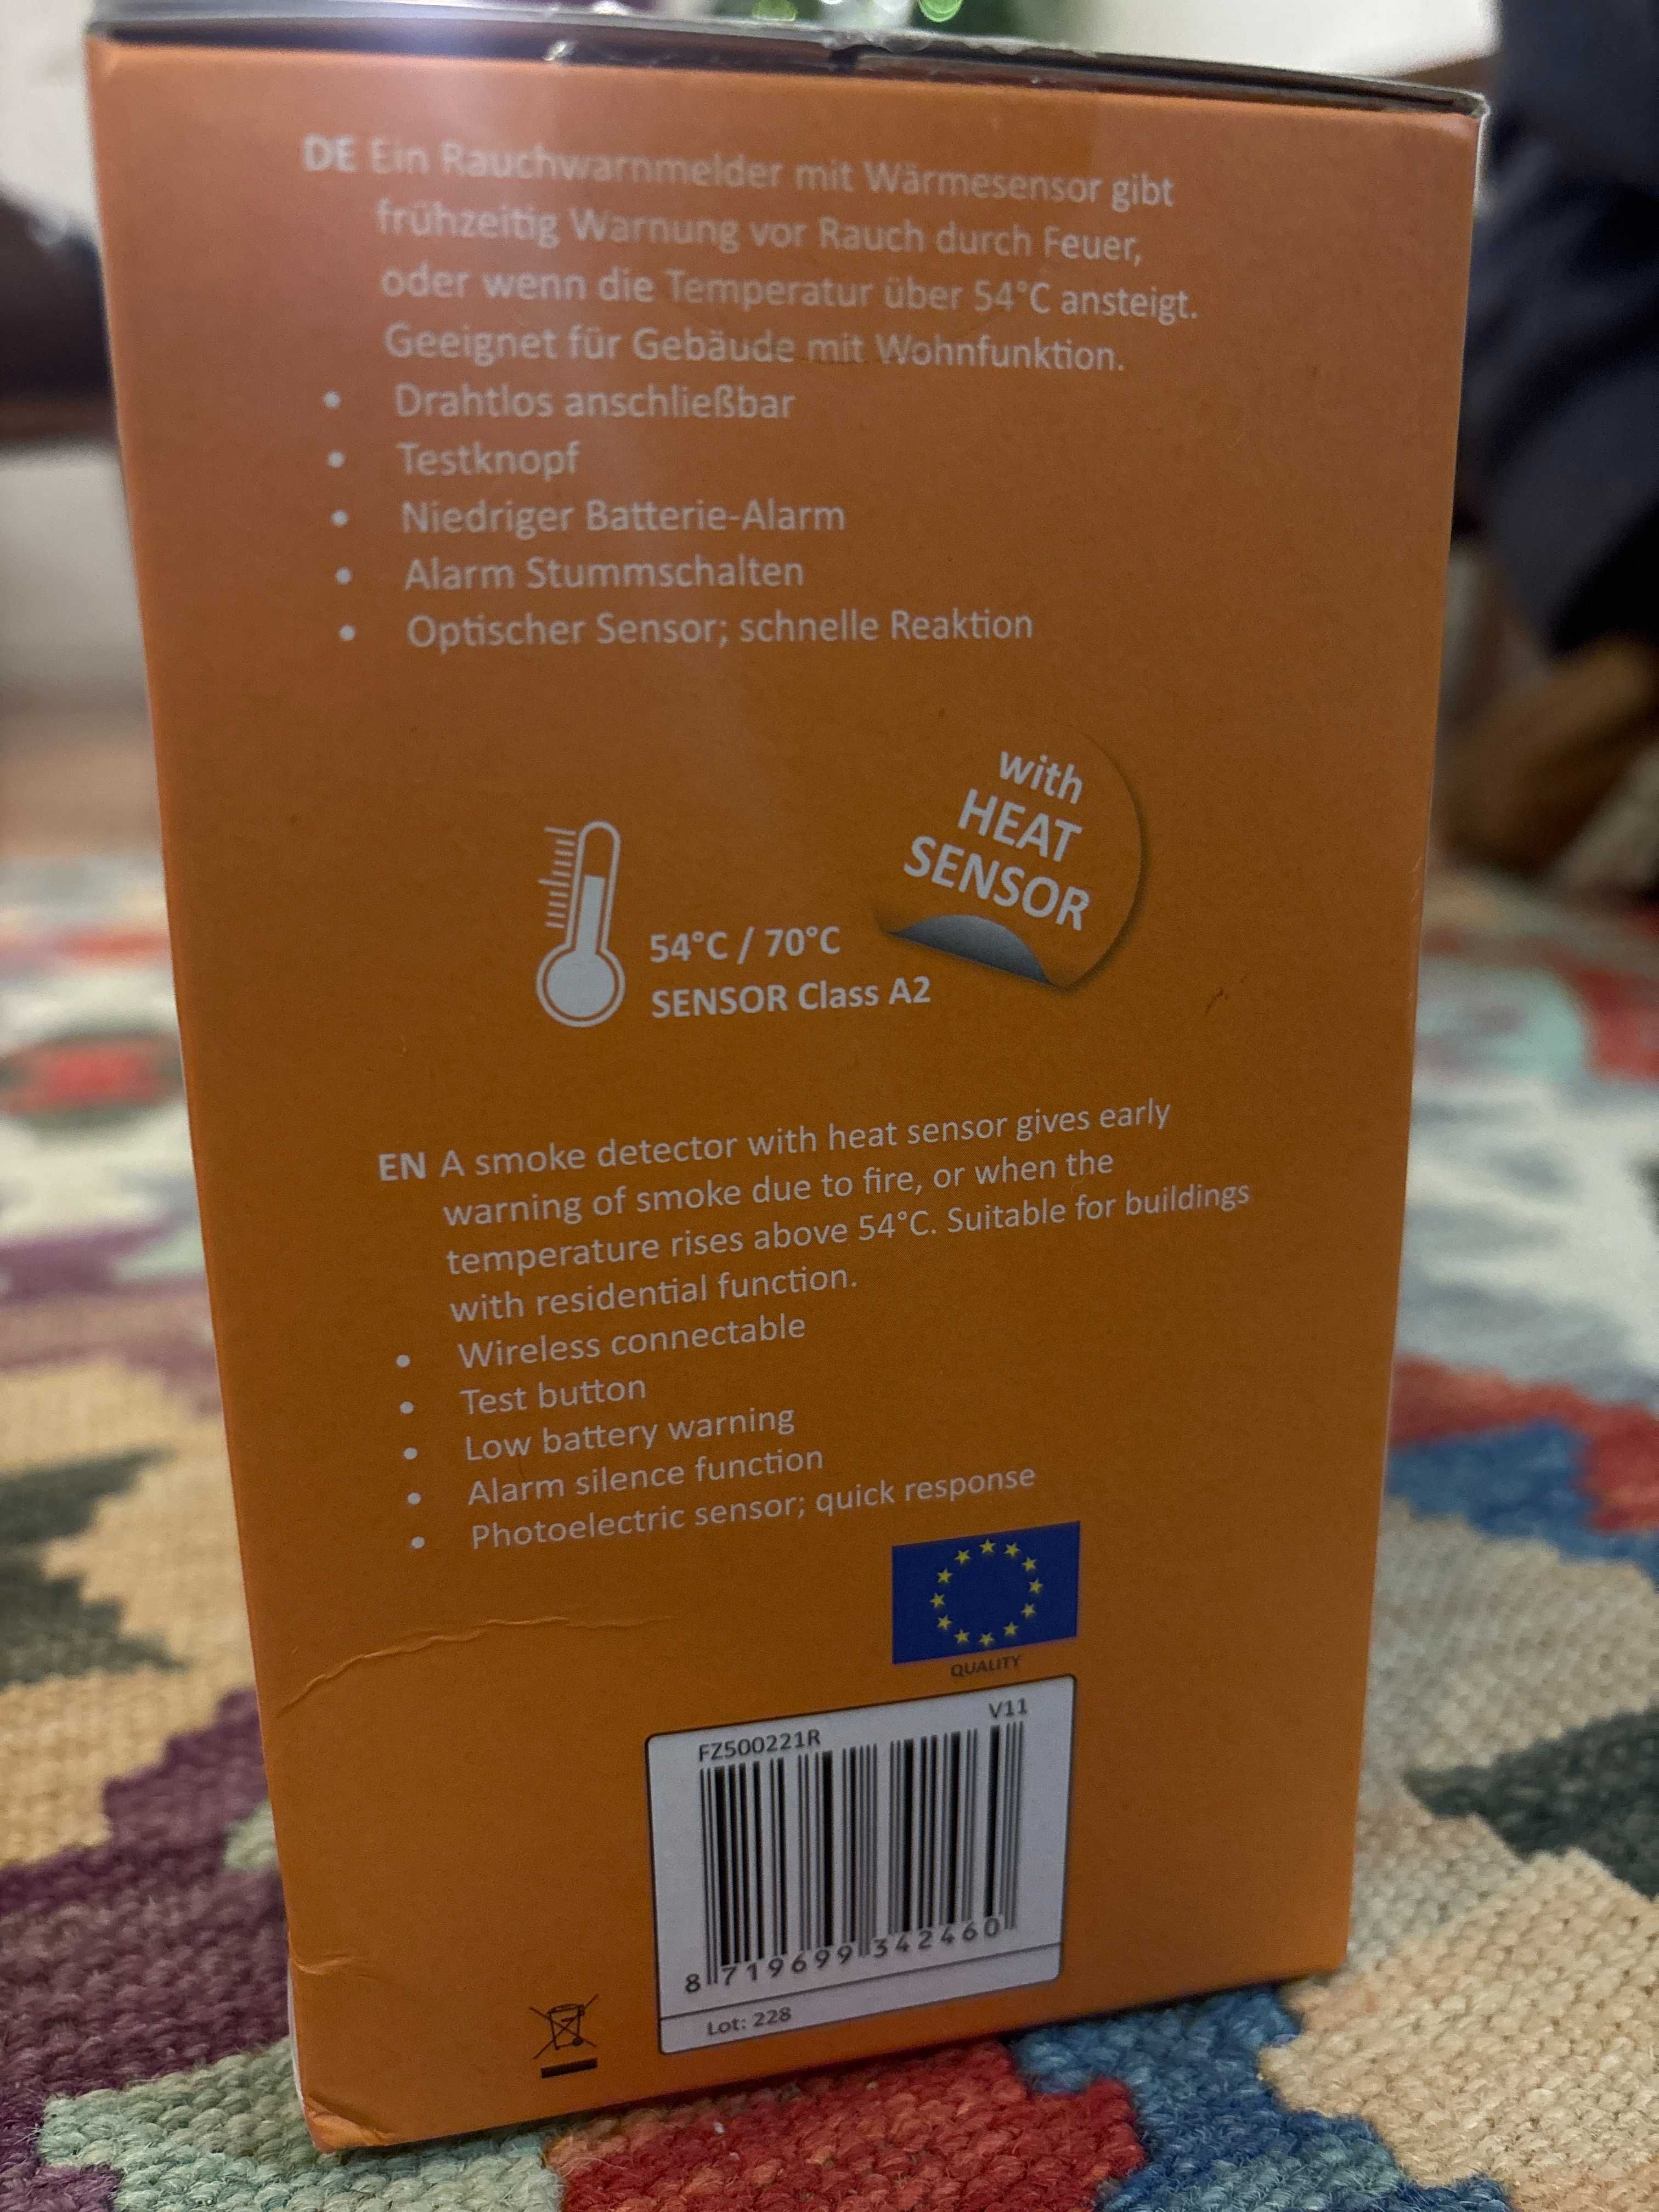 DE Ein Rauchwarnmelder mit Wärmesensor gibt
frühzeitig Warnung vor Rauch durch Feuer,
oder wenn die Temperatur über 54°C ansteigt.
Geeignet für Gebäude mit Wohnfunktion.
• Drahtlos anschließbar
• Testknopf
• Niedriger Batterie-Alarm
• Alarm Stummschalten
• Optischer Sensor; schnelle Reaktion
with
HEAT
SENSOR
54°C / 70°C
SENSOR Class A2
EN A smoke detector with heat sensor gives early
warning of smoke due to fire, or when the
temperature rises above 54°C. Suitable for buildings
with residential function.
• Wireless connectable
• Test button
• Low battery warning
• Alarm silence function
• Photoelectric sensor; quick response
QUALITY
FZ500221R V11
8 719699 342460
Lot: 228